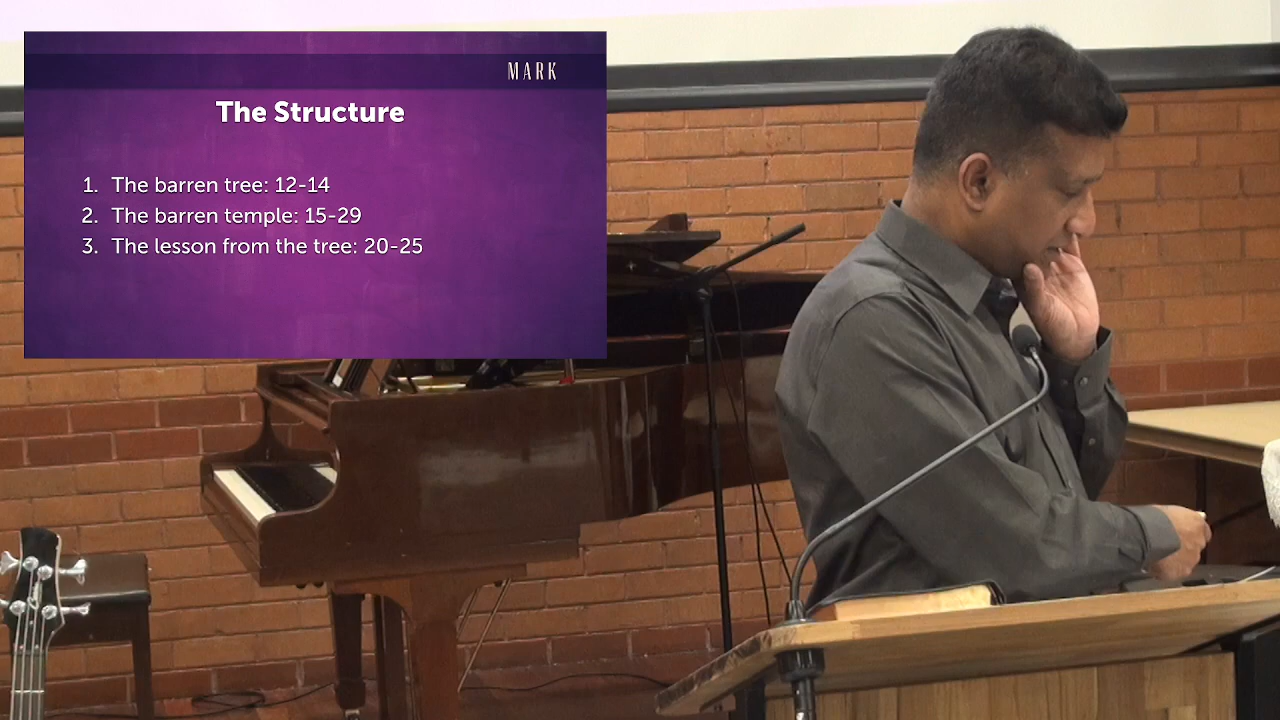 MARK
The Structure
1. The barren tree: 12-14
2. The barren temple: 15-29
3. The lesson from the tree: 20-25